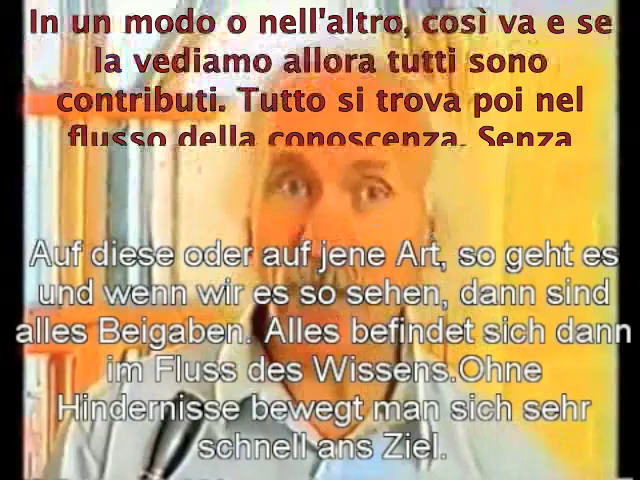 In un modo o nell'altro, così va e se
la vediamo allora tutti sono
contributi. Tutto si trova poi nel
flusso della conoscenza. Senza
Auf diese oder auf jene Art, so geht es
und wenn wir es so sehen, dann sind
alles Beigaben. Alles befindet sich dann
im Fluss des Wissens.Ohne
Hindernisse bewegt man sich sehr
schnell ans Ziel.